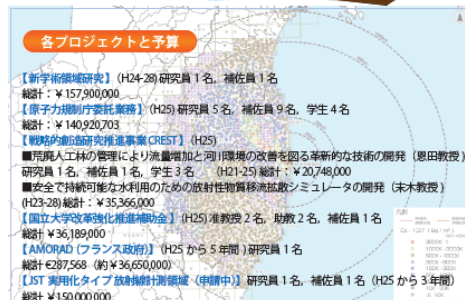 各プロジェクトと予算
【新学術領域研究】（H24-28) 研究員１名，補佐員１名
総計：￥157,900,000
【原子力規制庁委託業務】（H25) 研究員５名，補佐員９名，学生４名
総計：￥140,920,703
【戦略的創造研究推進事業CREST】（H25)
■荒廃人工林の管理により流量増加と河川環境の改善を図る革新的な技術の開発（恩田教授）
研究員１名，補佐員１名，学生３名　（H21-25) 総計：￥20,748,000
■安全で持続可能な水利用のための放射性物質移流拡散シミュレータの開発（末木教授）
(H23-28) 総計：￥35,366,000
【国立大学改革強化推進補助金】（H25) 准教授２名，助教２名，補佐員１名
総計 ¥36,189,000
【AMORAD (フランス政府)】（H25 から５年間）研究員１名
総計 €287,568（約￥36,650,000）
【JST 実用化タイプ 放射線計測領域（申請中）】研究員１名，補佐員１名（H25 から３年間）
総計 ¥150,000,000
凡例